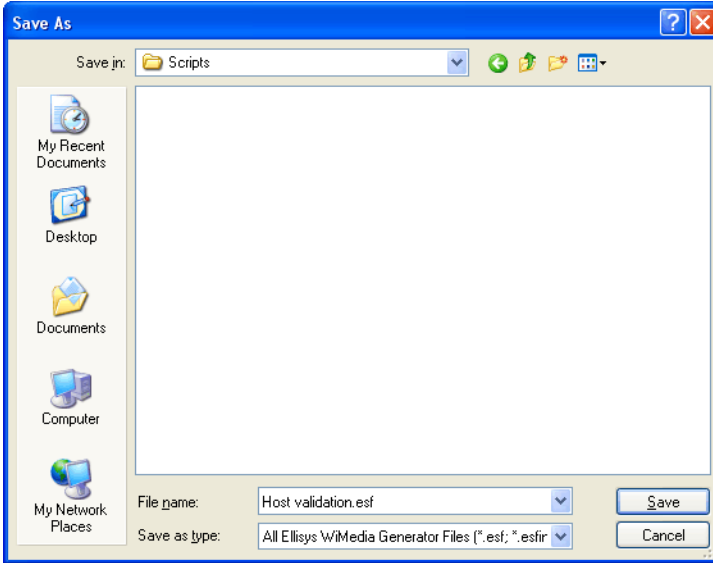 Save As
Save in: Scripts
My Recent
Documents
Desktop
Documents
Computer
My Network
Places
File name: Host validation.esf
Save as type: All Ellisys WiMedia Generator Files (*.esf; *.esfir
Save
Cancel